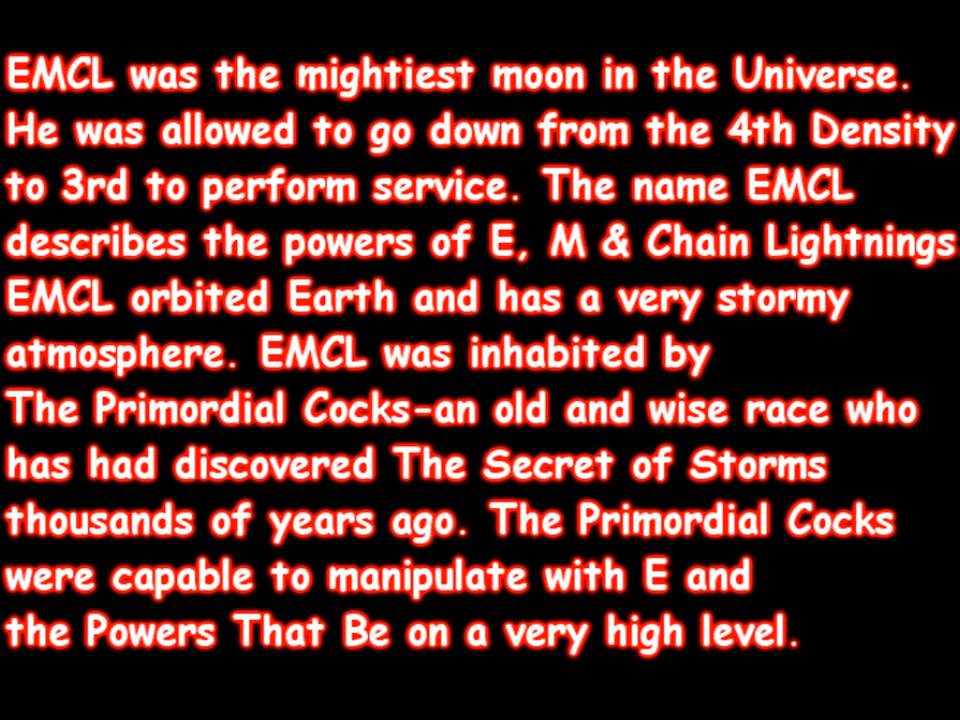 EMCL was the mightiest moon in the Universe.
He was allowed to go down from the 4th Density
to 3rd to perform service. The name EMCL
describes the powers of E, M & Chain Lightnings
EMCL orbited Earth and has a very stormy
atmosphere. EMCL was inhabited by
The Primordial Cocks-an old and wise race who
has had discovered The Secret of Storms
thousands of years ago. The Primordial Cocks
were capable to manipulate with E and
the Powers That Be on a very high level.